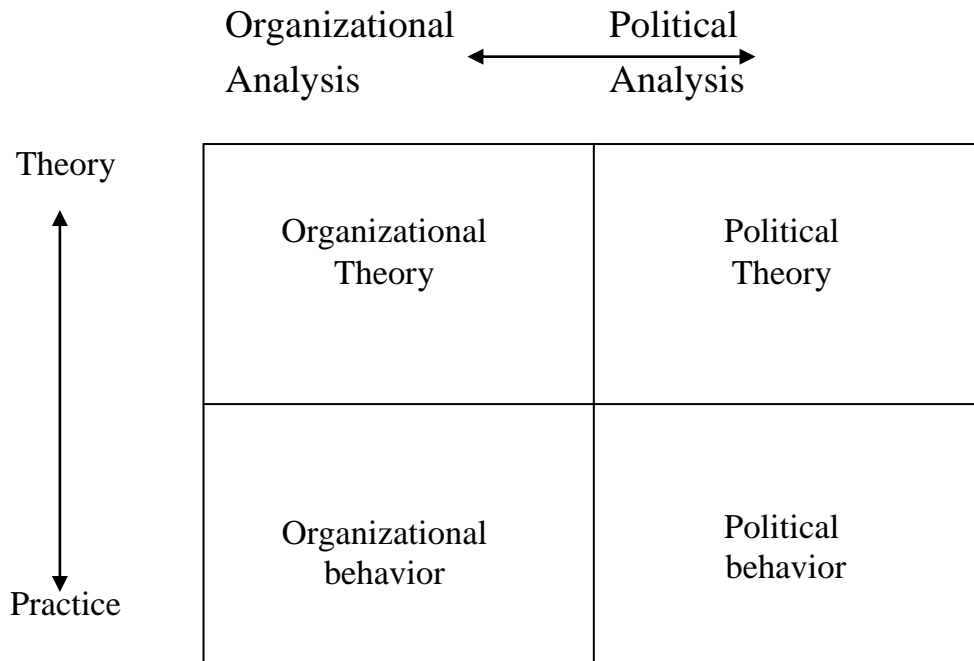 Organizational
Analysis
Political
Analysis
Theory
Organizational
Theory
Political
Theory
Organizational
behavior
Political
behavior
Practice